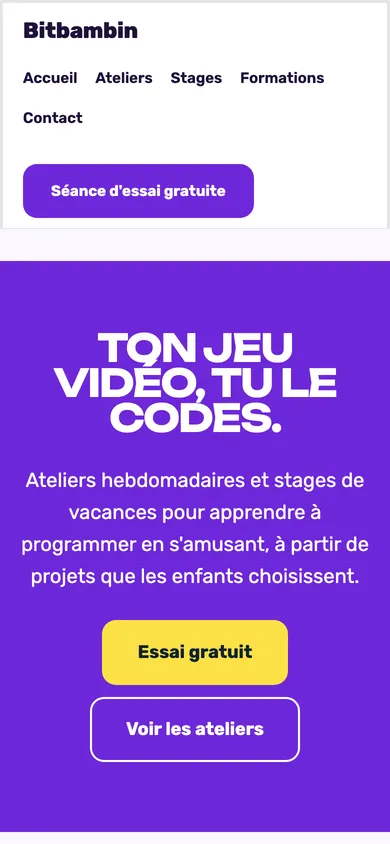 Bitbambin
Accueil Ateliers Stages Formations
Contact
Séance d'essai gratuite
TON JEU
VIDÉO, TU LE
CODES.
Ateliers hebdomadaires et stages de
vacances pour apprendre à
programmer en s'amusant, à partir de
projets que les enfants choisissent.
Essai gratuit
Voir les ateliers